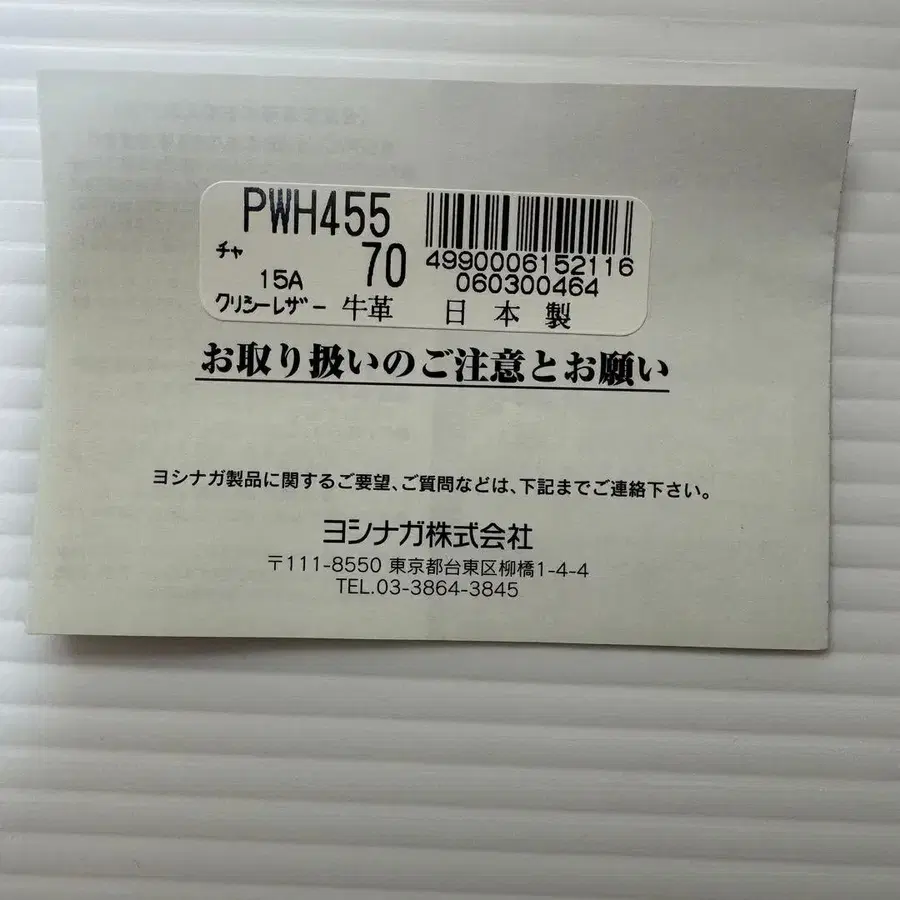 PWH455
チャ 70
15A
クリシーレザー 牛革 日本製
4990006152116
060300464
お取り扱いのご注意とお願い
ヨシナガ製品に関するご要望、ご質問などは、下記までご連絡下さい。
ヨシナガ株式会社
〒111-8550 東京都台東区柳橋1-4-4
TEL.03-3864-3845